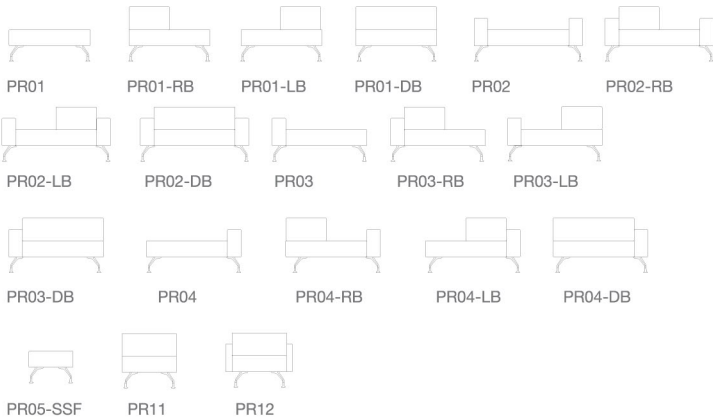 PR01 PR01-RB PR01-LB PR01-DB PR02 PR02-RB
PR02-LB PR02-DB PR03 PR03-RB PR03-LB
PR03-DB PR04 PR04-RB PR04-LB PR04-DB
PR05-SSF PR11 PR12